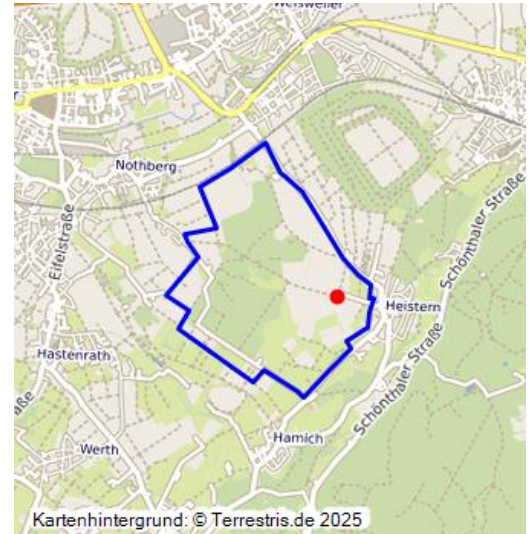 Weisweiler
Nothberg
Eifelstraße
Schönthaler Straße
Heistern
Hastenrath
Schönthaler Straße
Hamich
Werth
Kartenhintergrund: © Terrestris.de 2025